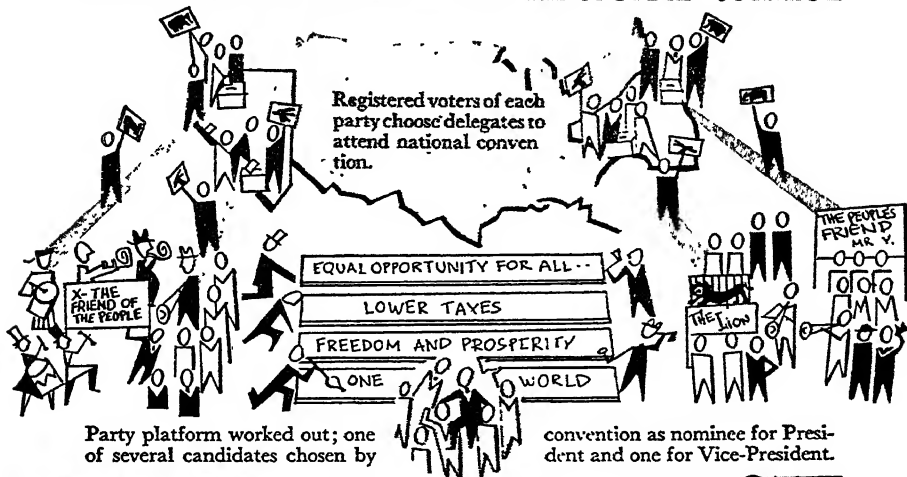 Registered voters of each
party choose delegates to
attend national conven
tion.
THE PEOPLE'S
FRIEND
MR Y.
EQUAL OPPORTUNITY FOR ALL--
X- THE
FRIEND OF
THE PEOPLE
LOWER TAXES
THE LION
FREEDOM AND PROSPERITY
ONE WORLD
Party platform worked out; one
of several candidates chosen by
convention as nominee for Presi-
dent and one for Vice-President.